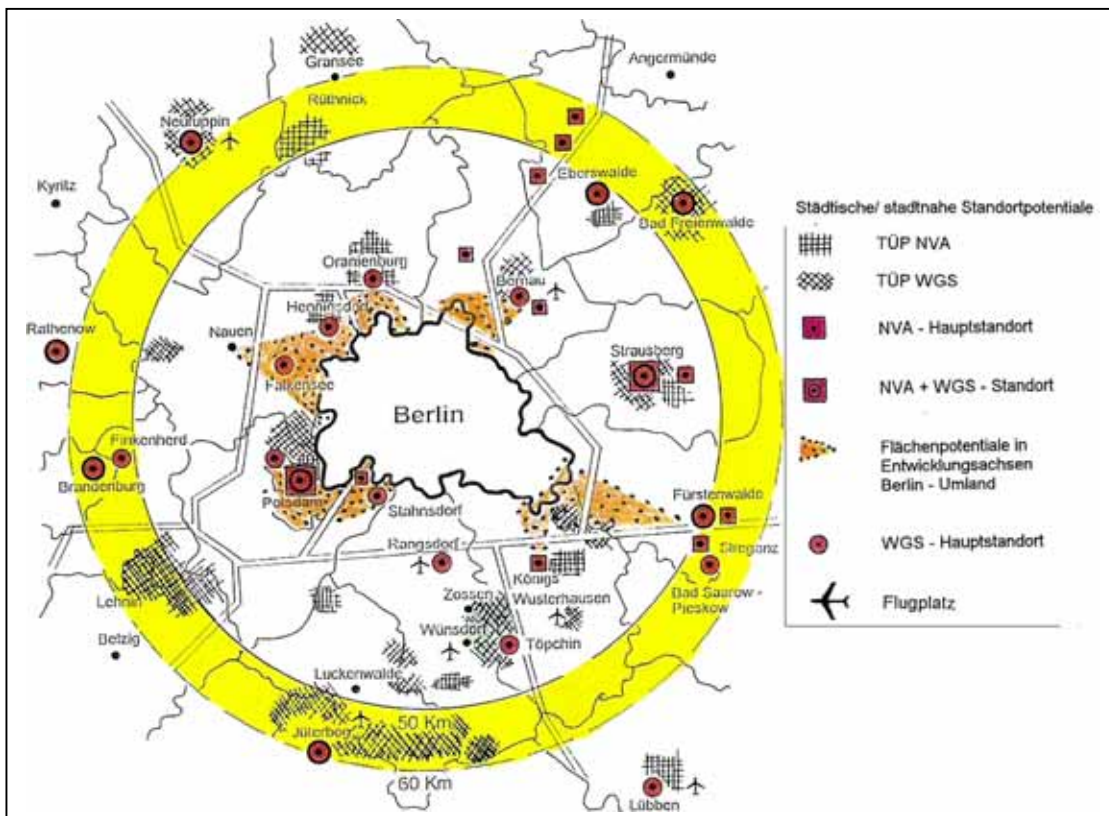 Gransee
Angermünde
Rüthnick
Neuruppin
Kyritz
Eberswalde
Bad Freienwalde
Oranienburg
Bernau
Henningsdorf
Nauen
Rathenow
Strausberg
Falkensee
Berlin
Finkenherd
Brandenburg
Potsdam
Stahnsdorf
Fürstenwalde
Rangsdorf
Streganz
Königs
Wusterhausen
Bad Saarow -
Pieskow
Lehnin
Zossen
Belzig
Wünsdorf
Töpchin
Luckenwalde
50 Km
Jüterbog
60 Km
Lübben
Städtische/ stadtnahe Standortpotentiale
TÜP NVA
TÜP WGS
NVA - Hauptstandort
NVA + WGS - Standort
Flächenpotentiale in
Entwicklungsachsen
Berlin - Umland
WGS - Hauptstandort
Flugplatz